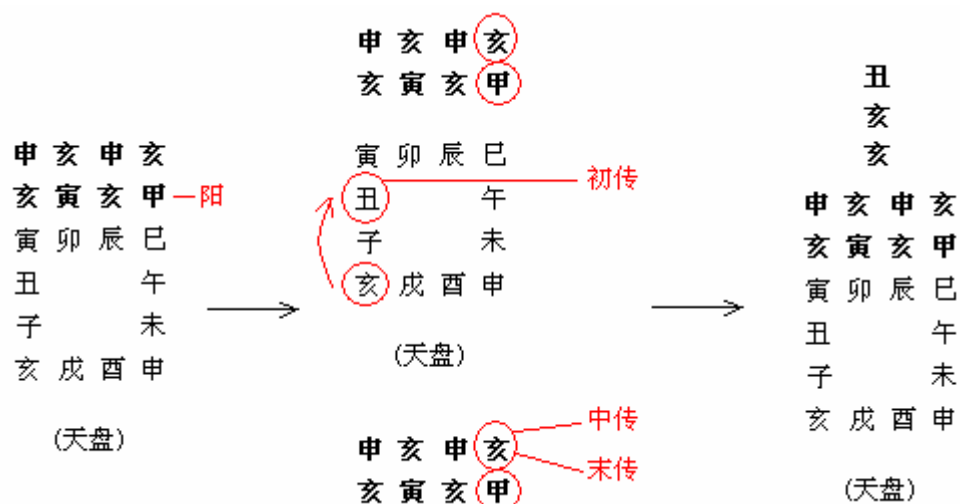 申 亥 申 亥
亥 寅 亥 甲 阳
寅 卯 辰 巳
丑 午
子 未
亥 戌 酉 申
(天盘)
申 亥 申 亥
亥 寅 亥 甲
寅 卯 辰 巳
丑 午 初传
子 未
亥 戌 酉 申
(天盘)
申 亥 申 亥 中传
亥 寅 亥 甲 末传
丑
亥
亥
申 亥 申 亥
亥 寅 亥 甲
寅 卯 辰 巳
丑 午
子 未
亥 戌 酉 申
(天盘)